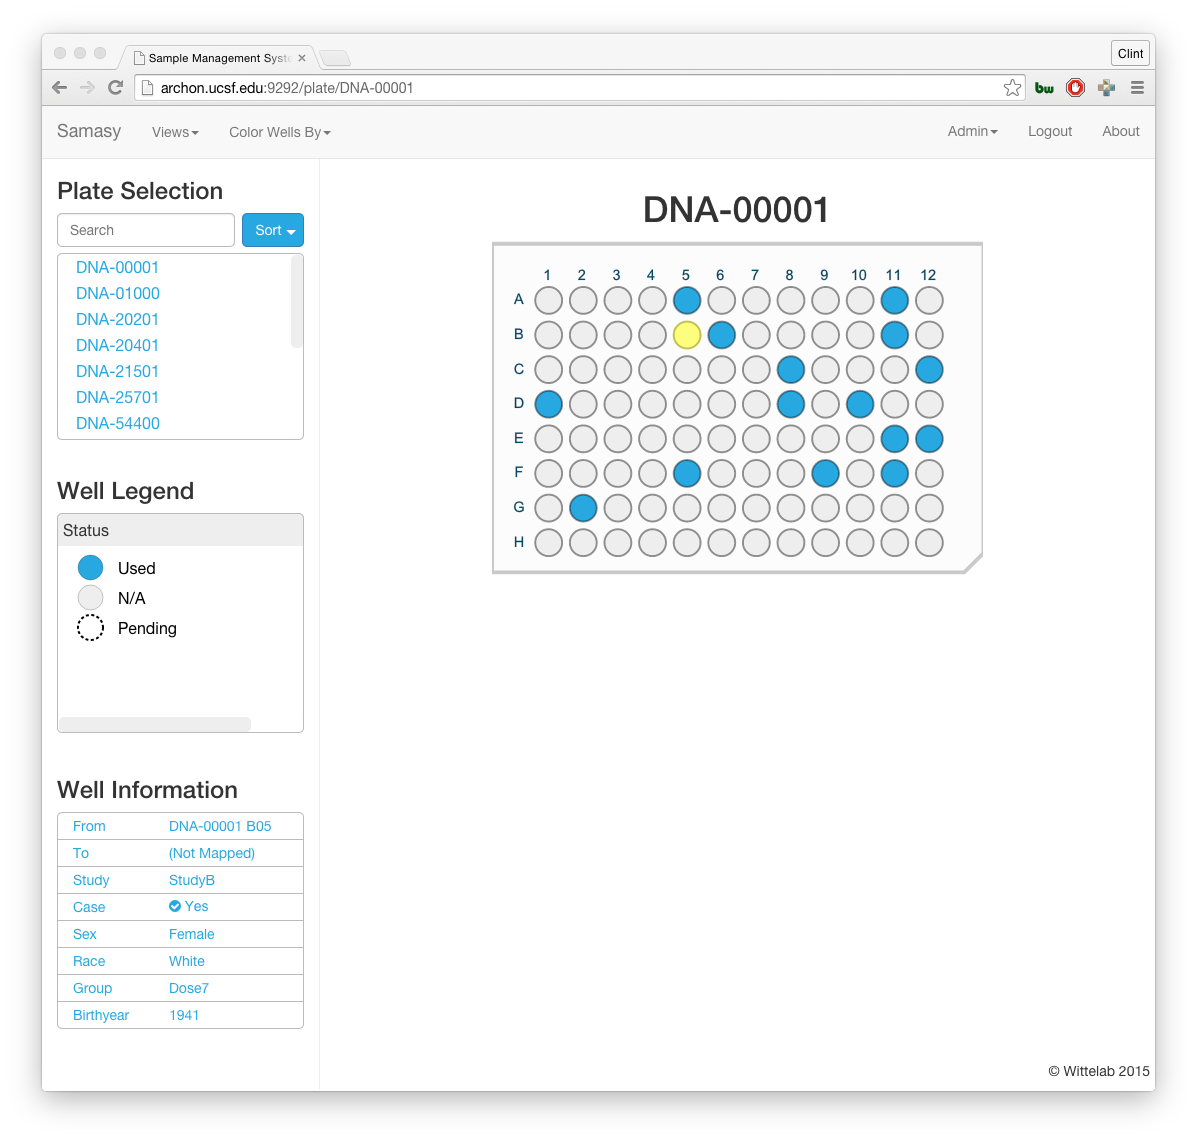 Sample Management Syst
Clint
archon.ucsf.edu:9292/plate/DNA-00001
bw
Samasy Views Color Wells By Admin Logout About
Plate Selection
Search Sort
DNA-00001
DNA-01000
DNA-20201
DNA-20401
DNA-21501
DNA-25701
DNA-54400
Well Legend
Status
Used
N/A
Pending
Well Information
From DNA-00001 B05
To (Not Mapped)
Study StudyB
Case Yes
Sex Female
Race White
Group Dose7
Birthyear 1941
DNA-00001
1 2 3 4 5 6 7 8 9 10 11 12
A
B
C
D
E
F
G
H
© Wittelab 2015